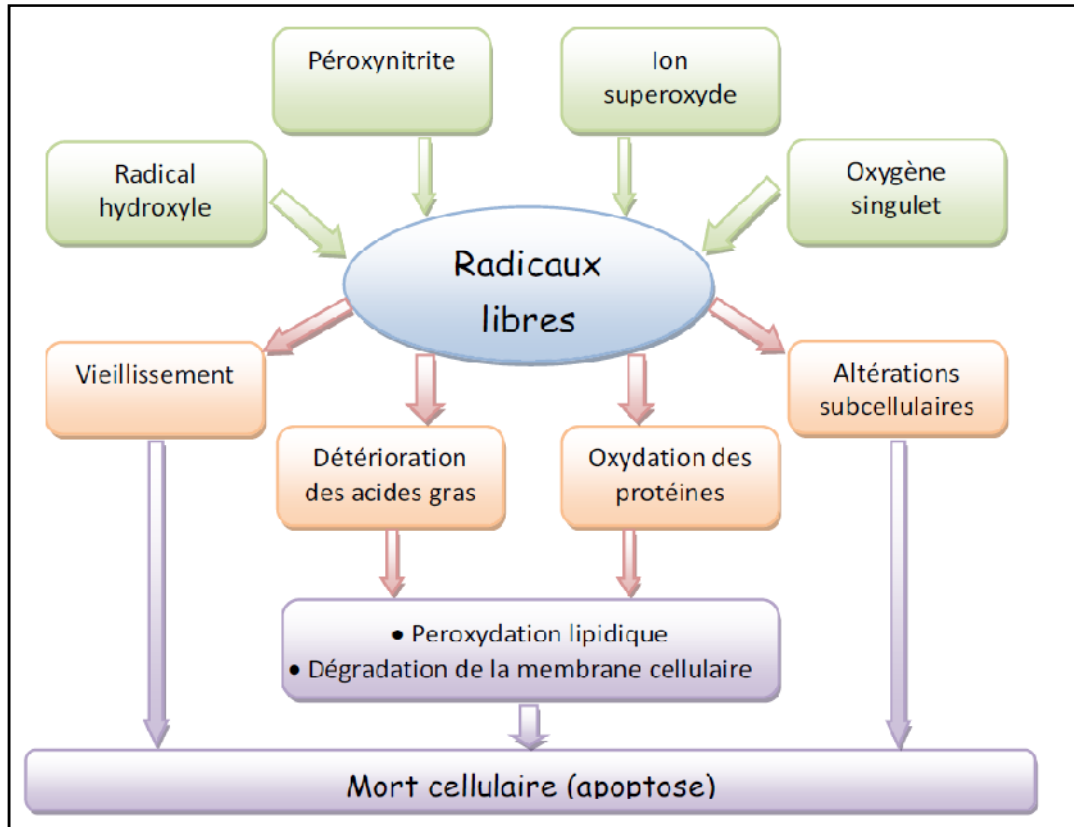 Péroxynitrite
Ion
superoxyde
Radical
hydroxyle
Oxygène
singulet
Radicaux
libres
Vieillissement
Altérations
subcellulaires
Détérioration
des acides gras
Oxydation des
protéines
• Peroxydation lipidique
• Dégradation de la membrane cellulaire
Mort cellulaire (apoptose)